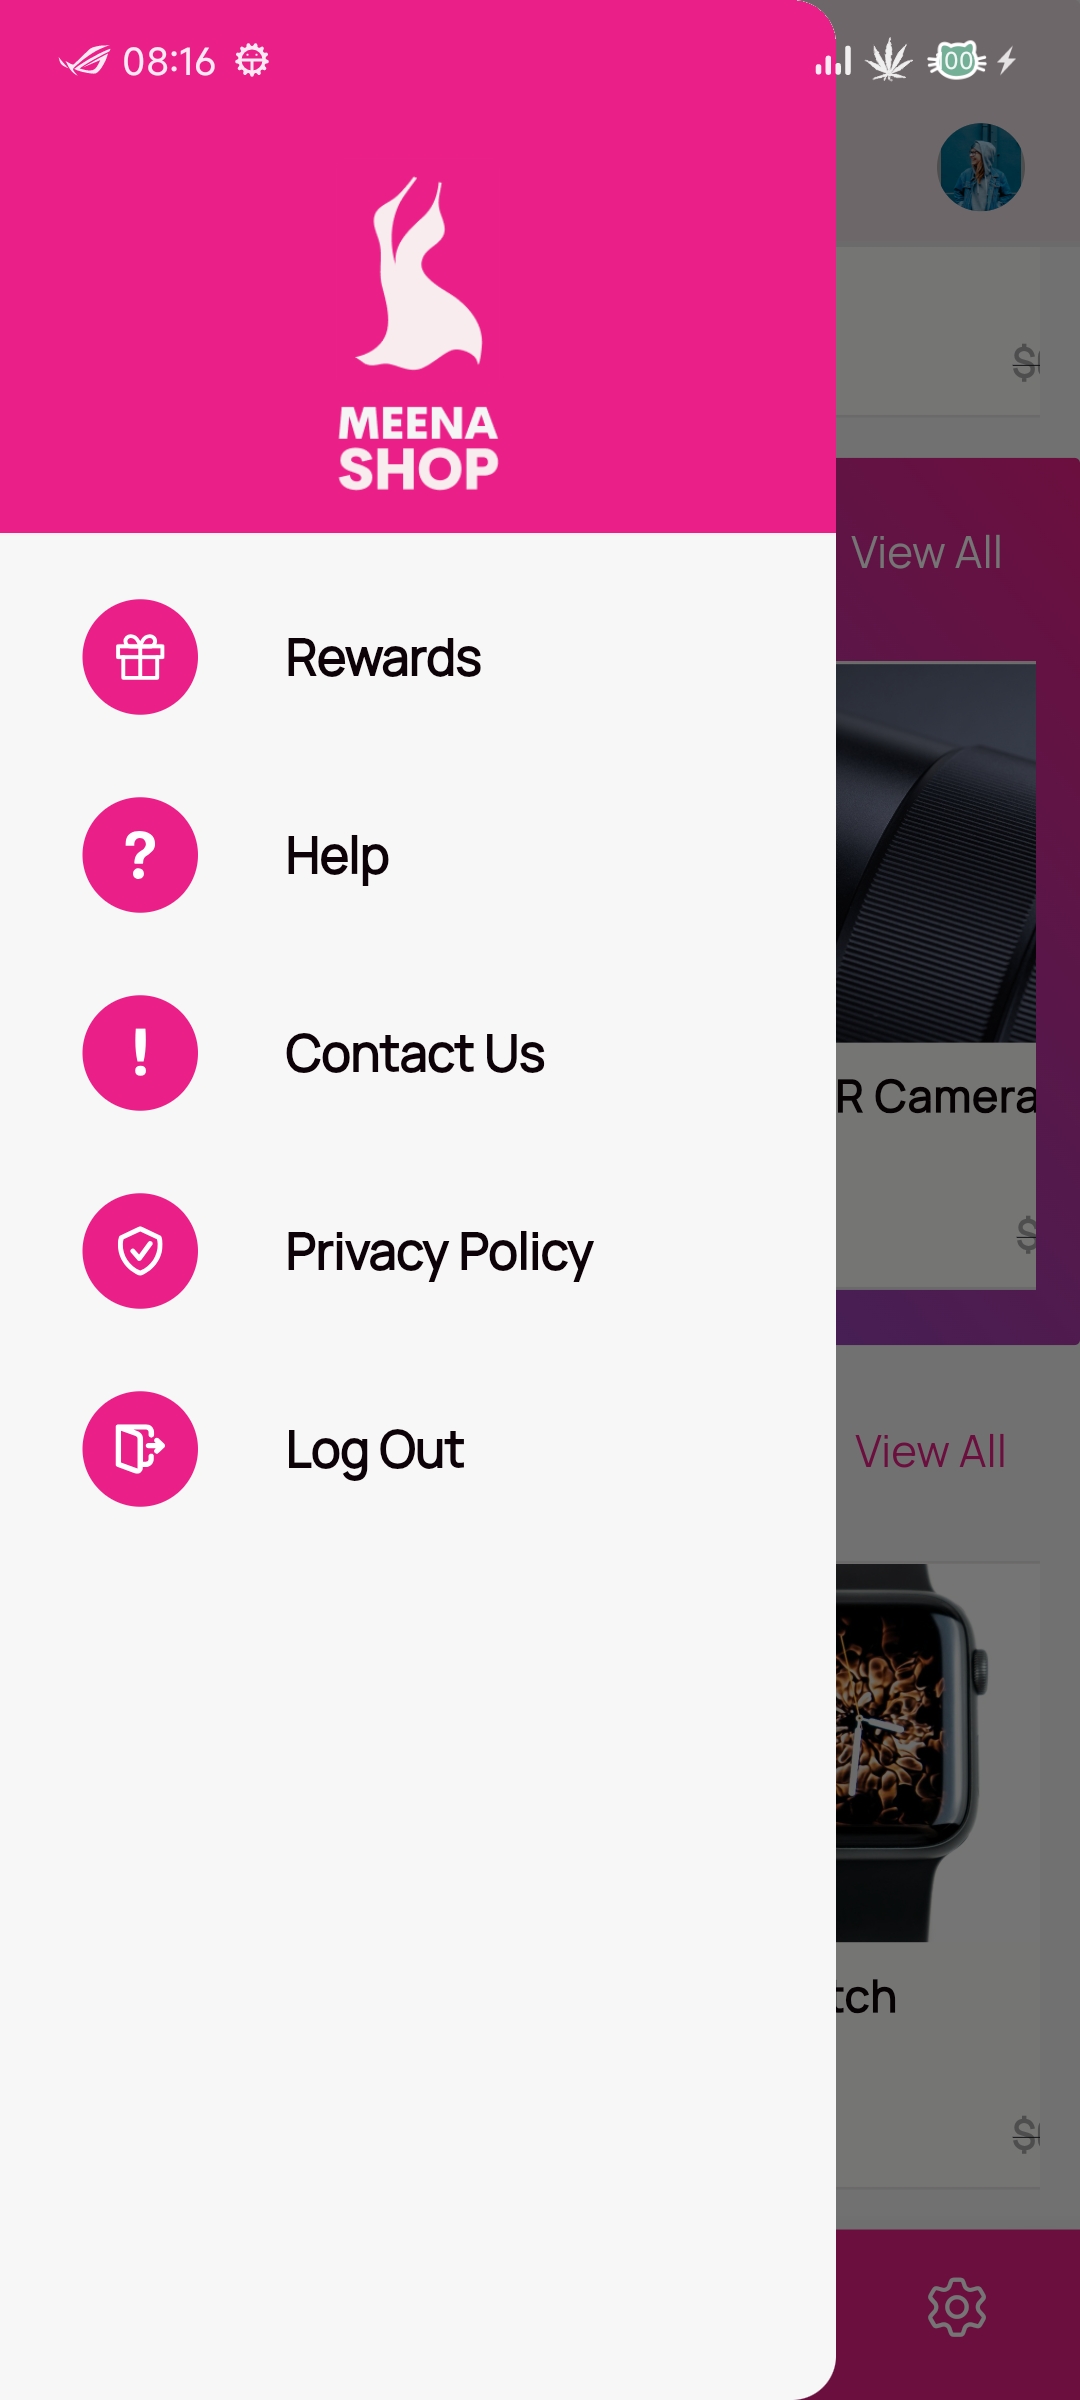 08:16
00
MEENA
SHOP
View All
Rewards
Help
Contact Us
R Camera
$
Privacy Policy
View All
Log Out
tch
$